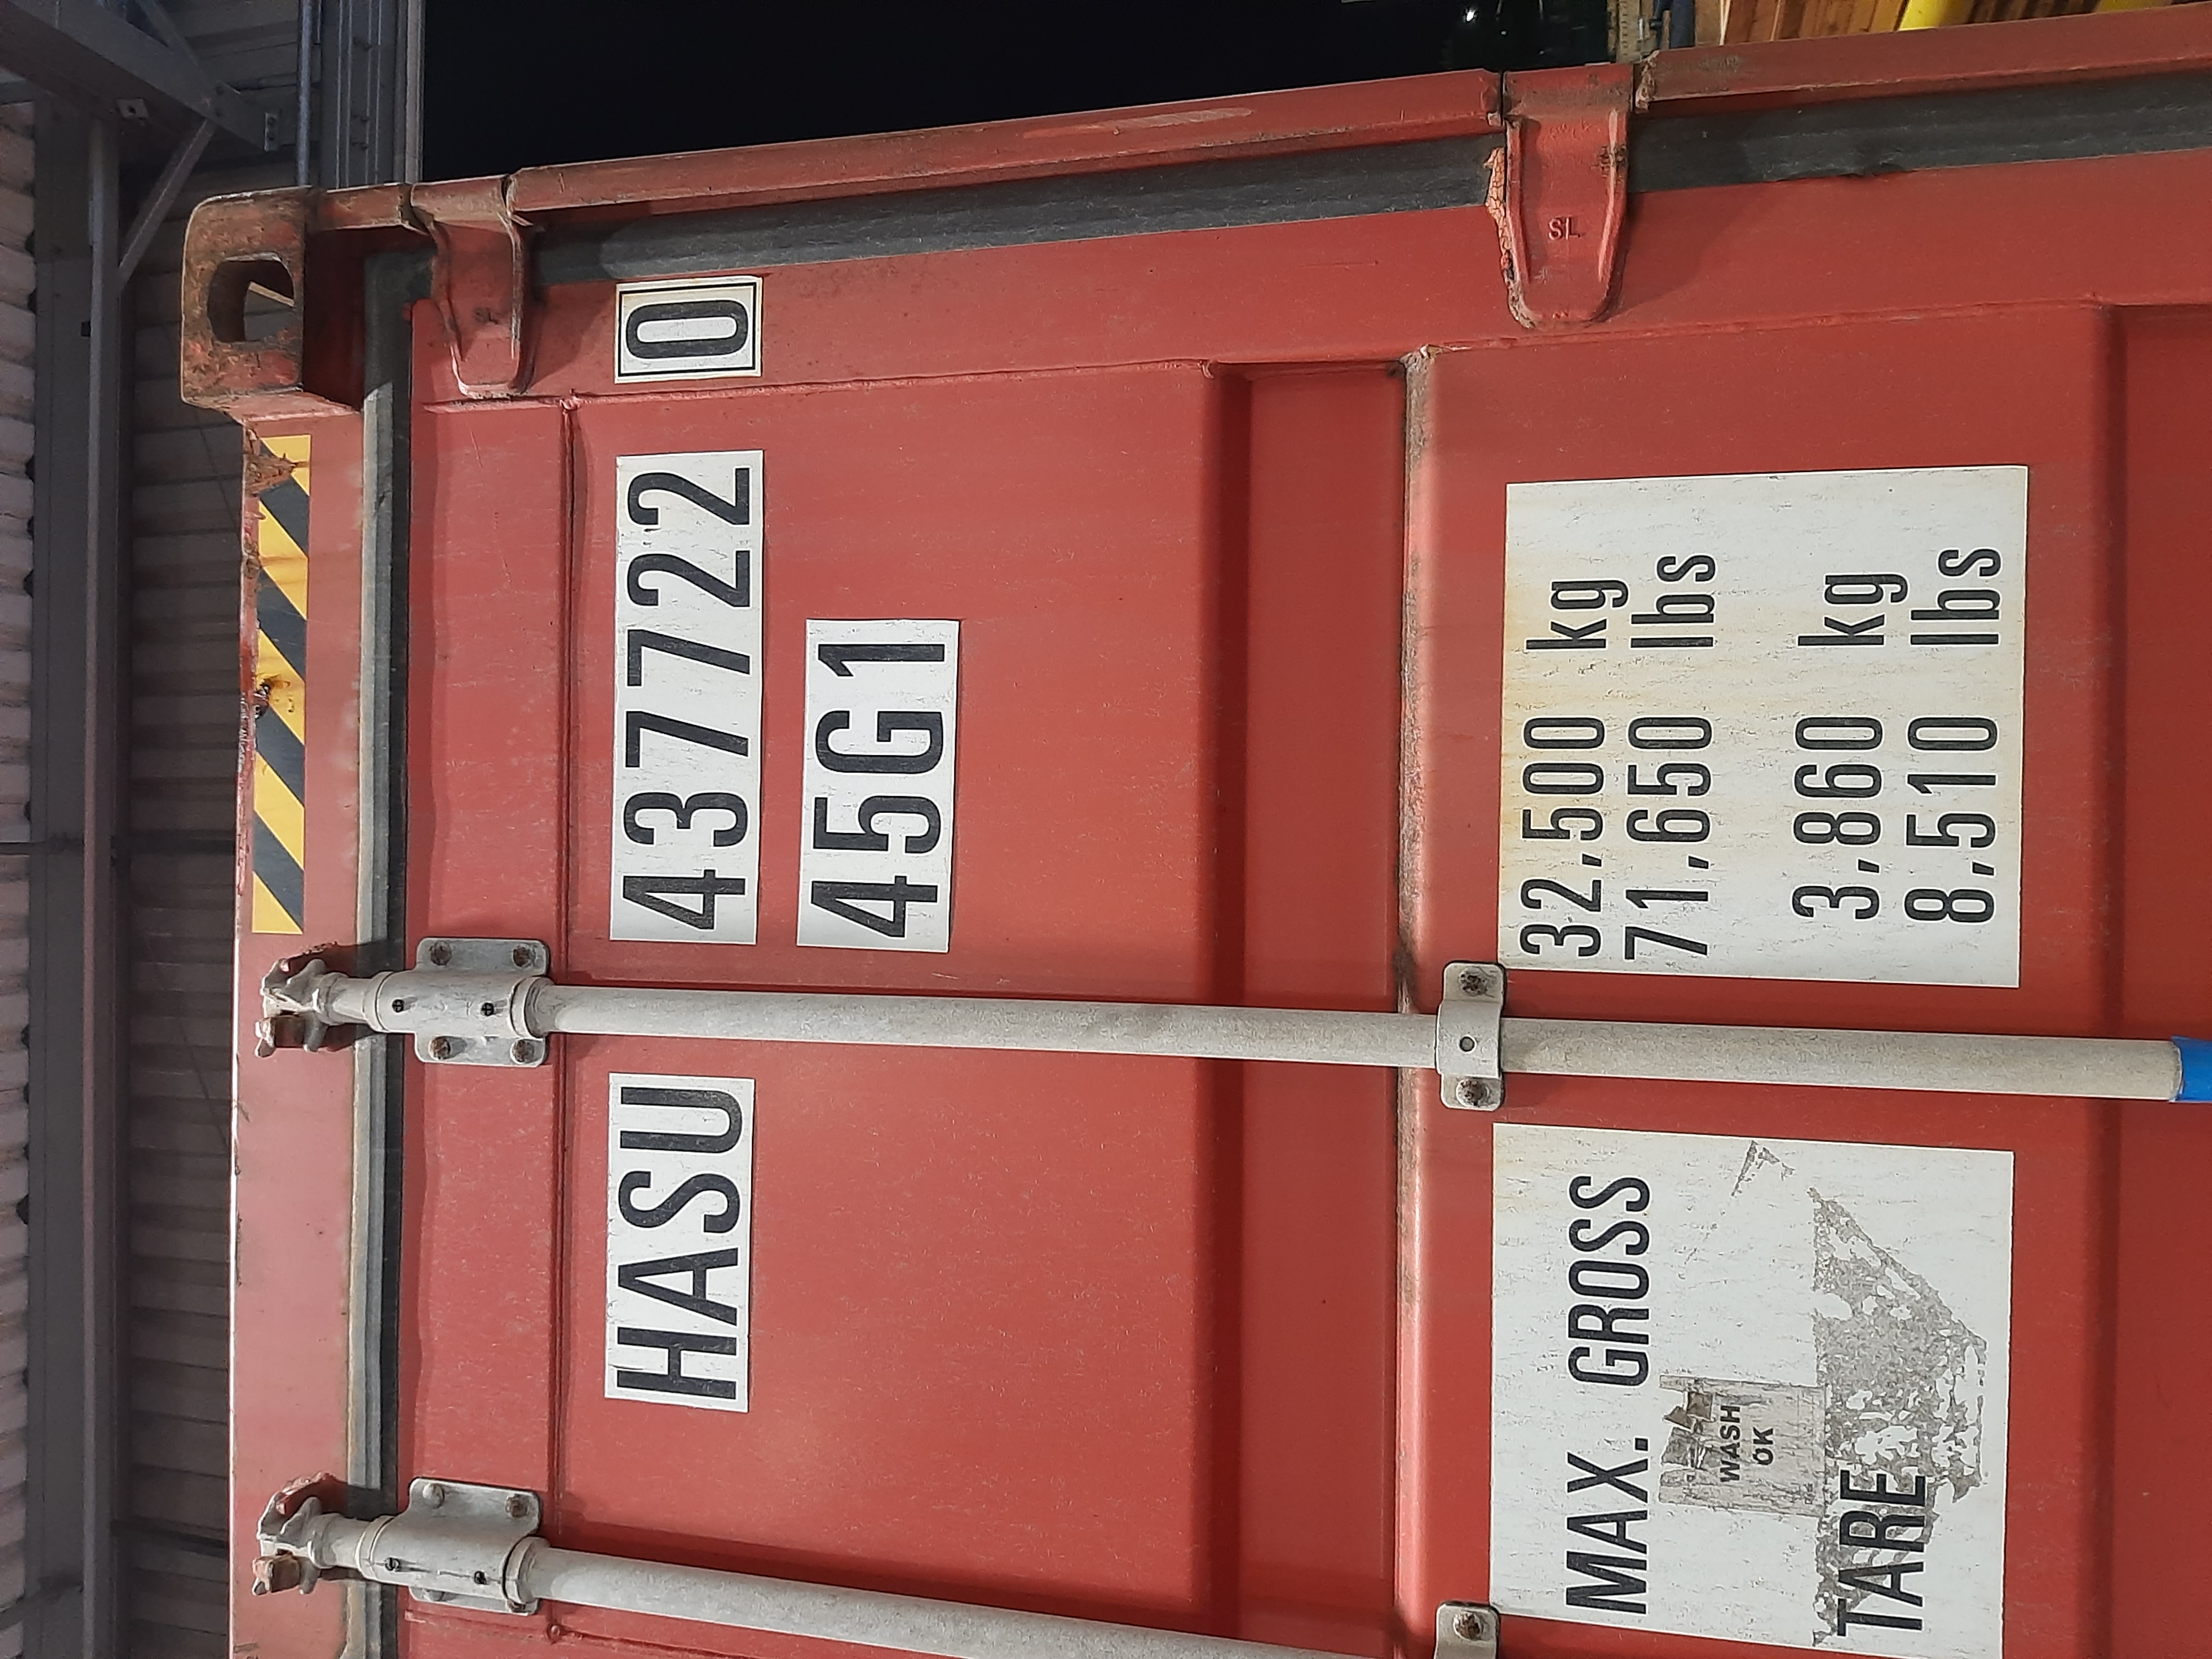 HASU 437722 0
45G1
MAX. GROSS 32,500 kg
71,650 lbs
WASH
OK
TARE 3,860 kg
8,510 lbs
SL
SL